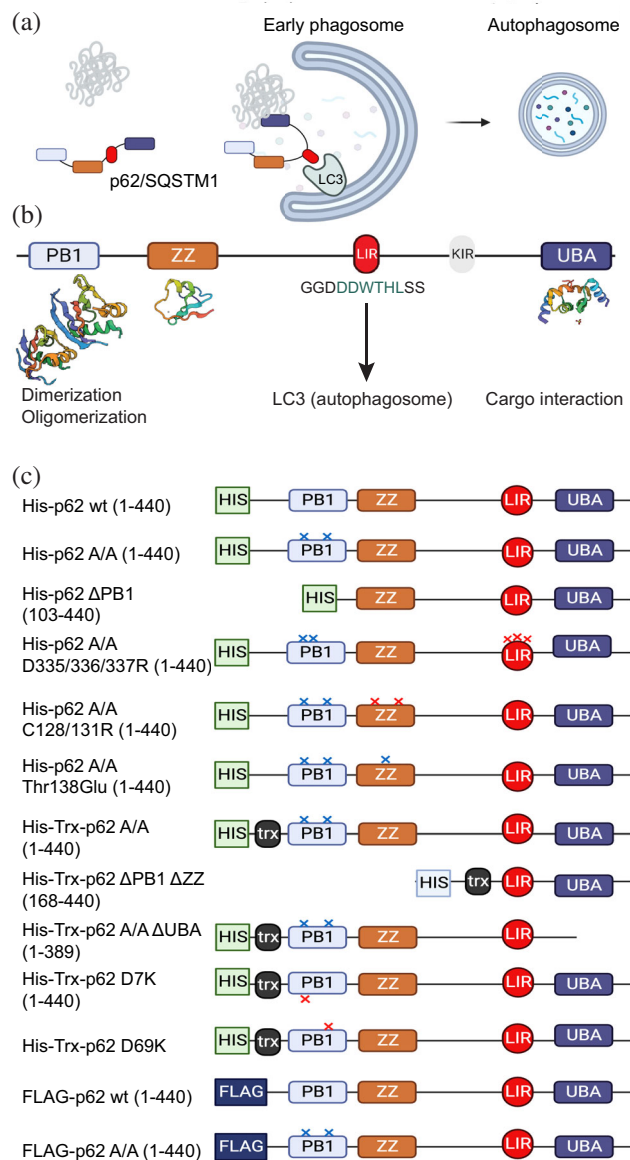 (a)
Early phagosome
Autophagosome
p62/SQSTM1
LC3
(b)
PB1 ZZ LIR KIR UBA
GGDDDWTHLSS
Dimerization
Oligomerization
LC3 (autophagosome)
Cargo interaction
(c)
His-p62 wt (1-440)
HIS PB1 ZZ LIR UBA
His-p62 A/A (1-440)
HIS PB1 ZZ LIR UBA
His-p62 ΔPB1
(103-440)
HIS ZZ LIR UBA
His-p62 A/A
D335/336/337R (1-440)
HIS PB1 ZZ LIR UBA
His-p62 A/A
C128/131R (1-440)
HIS PB1 ZZ LIR UBA
His-p62 A/A
Thr138Glu (1-440)
HIS PB1 ZZ LIR UBA
His-Trx-p62 A/A
(1-440)
HIS trx PB1 ZZ LIR UBA
His-Trx-p62 ΔPB1 ΔZZ
(168-440)
HIS trx LIR UBA
His-Trx-p62 A/A ΔUBA
(1-389)
HIS trx PB1 ZZ LIR
His-Trx-p62 D7K
(1-440)
HIS trx PB1 ZZ LIR UBA
His-Trx-p62 D69K
HIS trx PB1 ZZ LIR UBA
FLAG-p62 wt (1-440)
FLAG PB1 ZZ LIR UBA
FLAG-p62 A/A (1-440)
FLAG PB1 ZZ LIR UBA